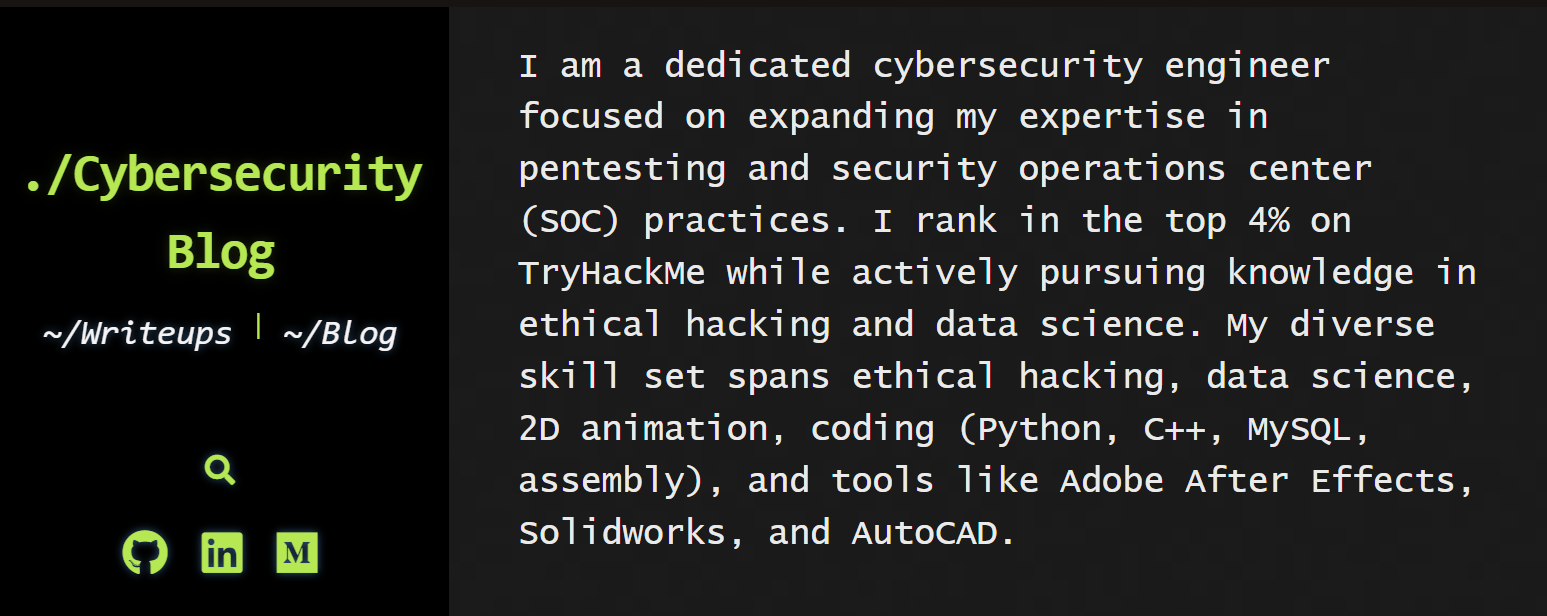 ./Cybersecurity
Blog
~/Writeups | ~/Blog
in
M
I am a dedicated cybersecurity engineer
focused on expanding my expertise in
pentesting and security operations center
(SOC) practices. I rank in the top 4% on
TryHackMe while actively pursuing knowledge in
ethical hacking and data science. My diverse
skill set spans ethical hacking, data science,
2D animation, coding (Python, C++, MySQL,
assembly), and tools like Adobe After Effects,
Solidworks, and AutoCAD.